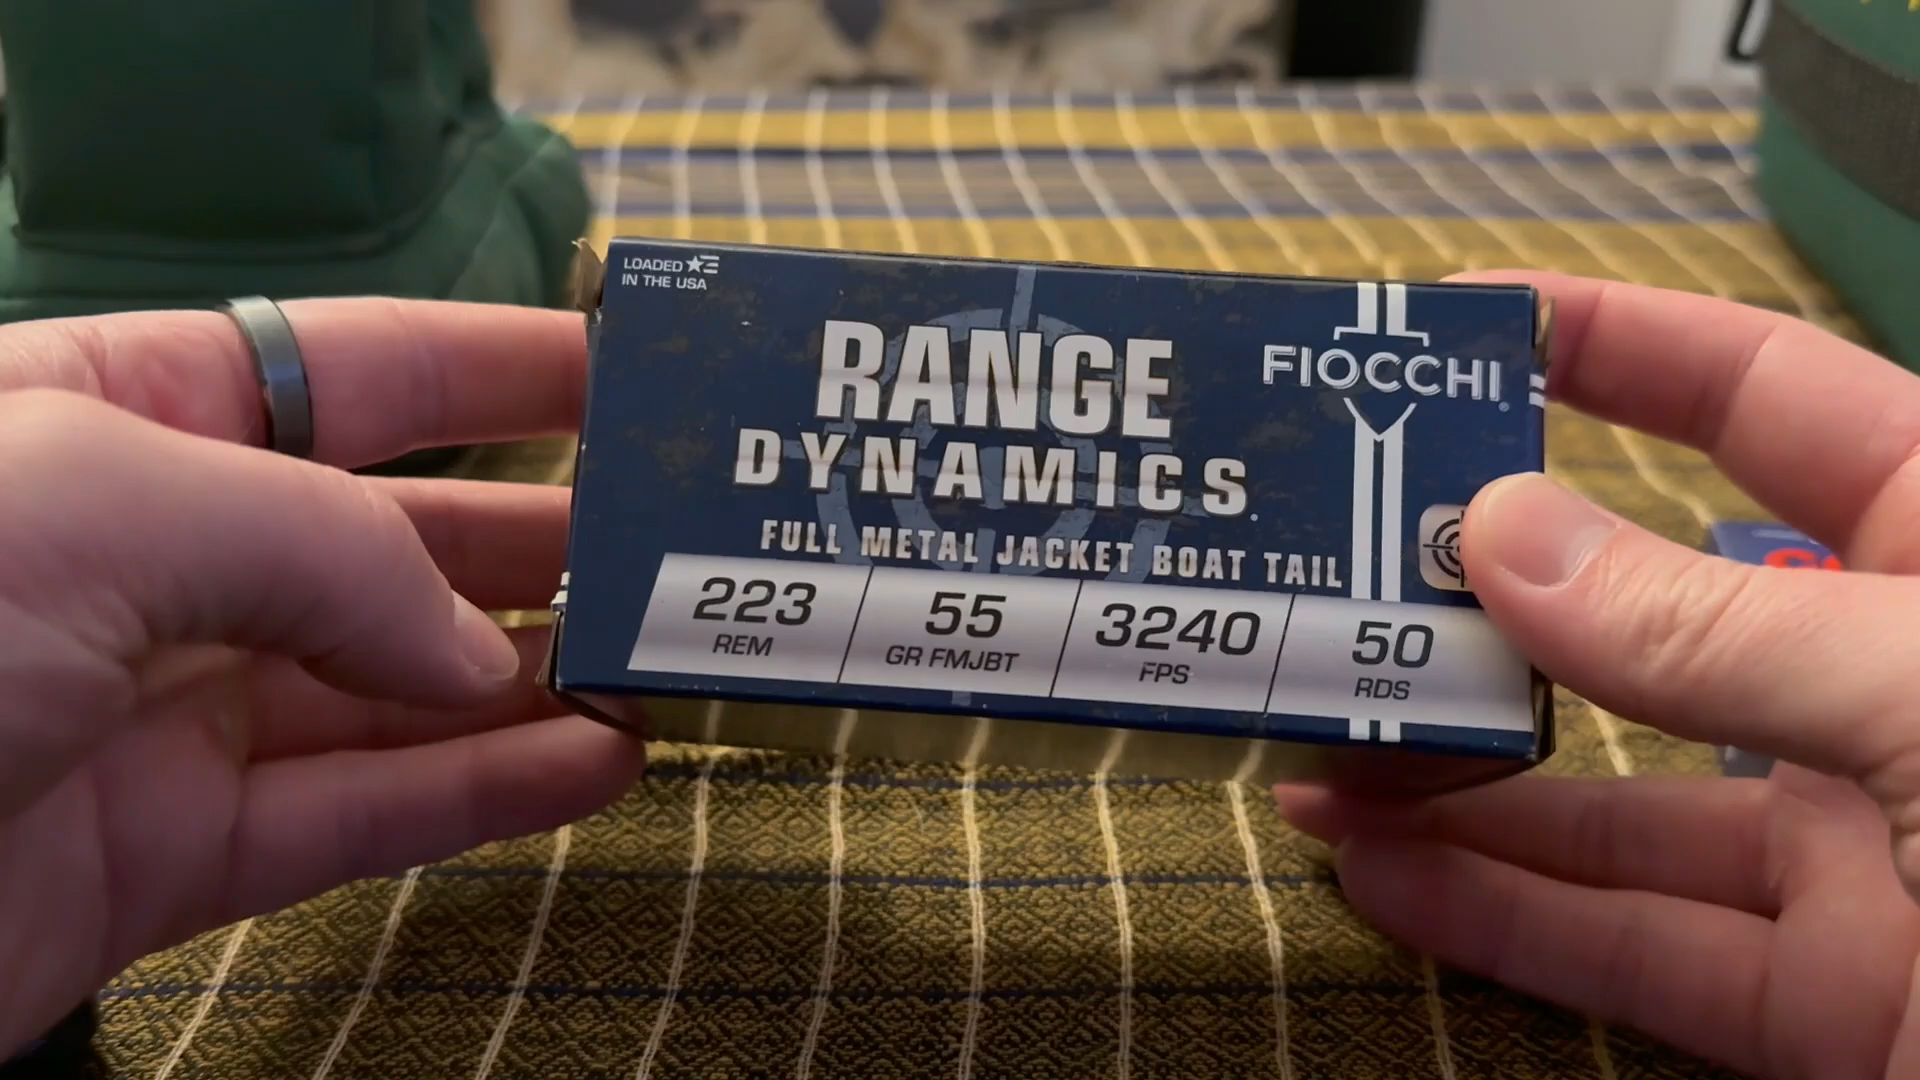 LOADED
IN THE USA
RANGE
DYNAMICS
FULL METAL JACKET BOAT TAIL
FIOCCHI®
223
REM
55
GR FMJBT
3240
FPS
50
RDS